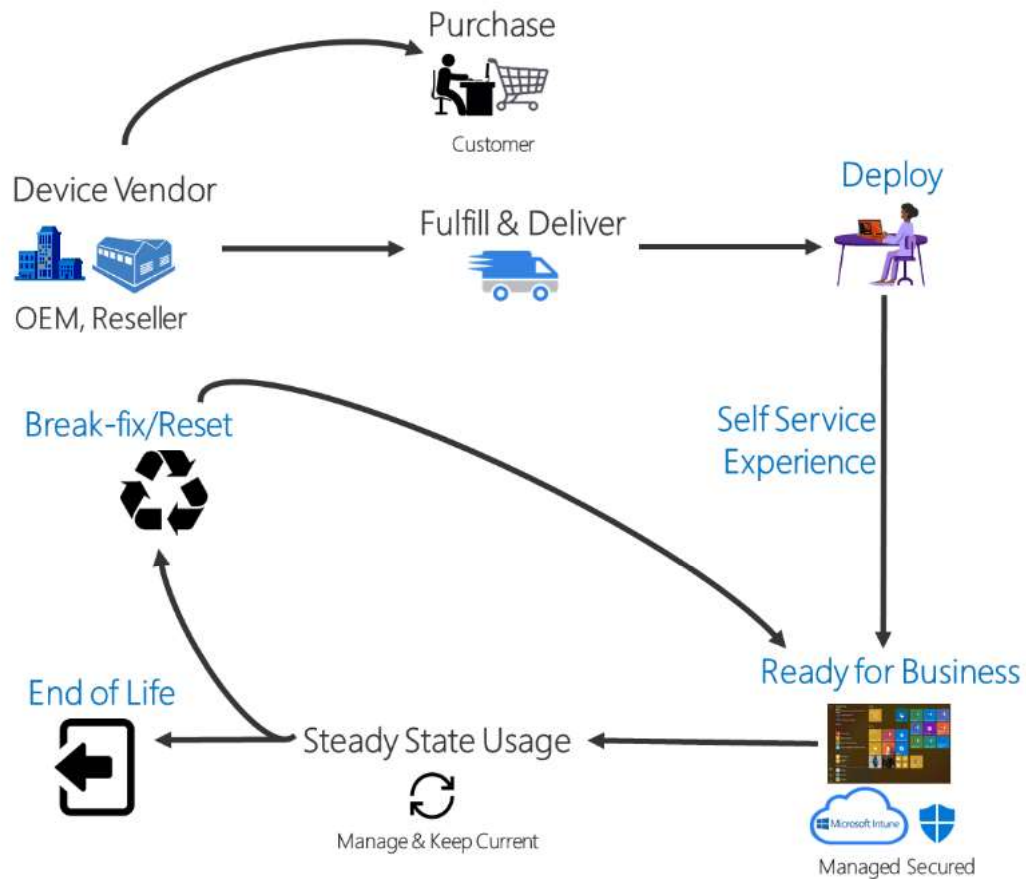 Purchase
Customer
Device Vendor
OEM, Reseller
Fulfill & Deliver
Deploy
Self Service
Experience
Break-fix/Reset
Ready for Business
Microsoft Intune
Managed Secured
Steady State Usage
Manage & Keep Current
End of Life